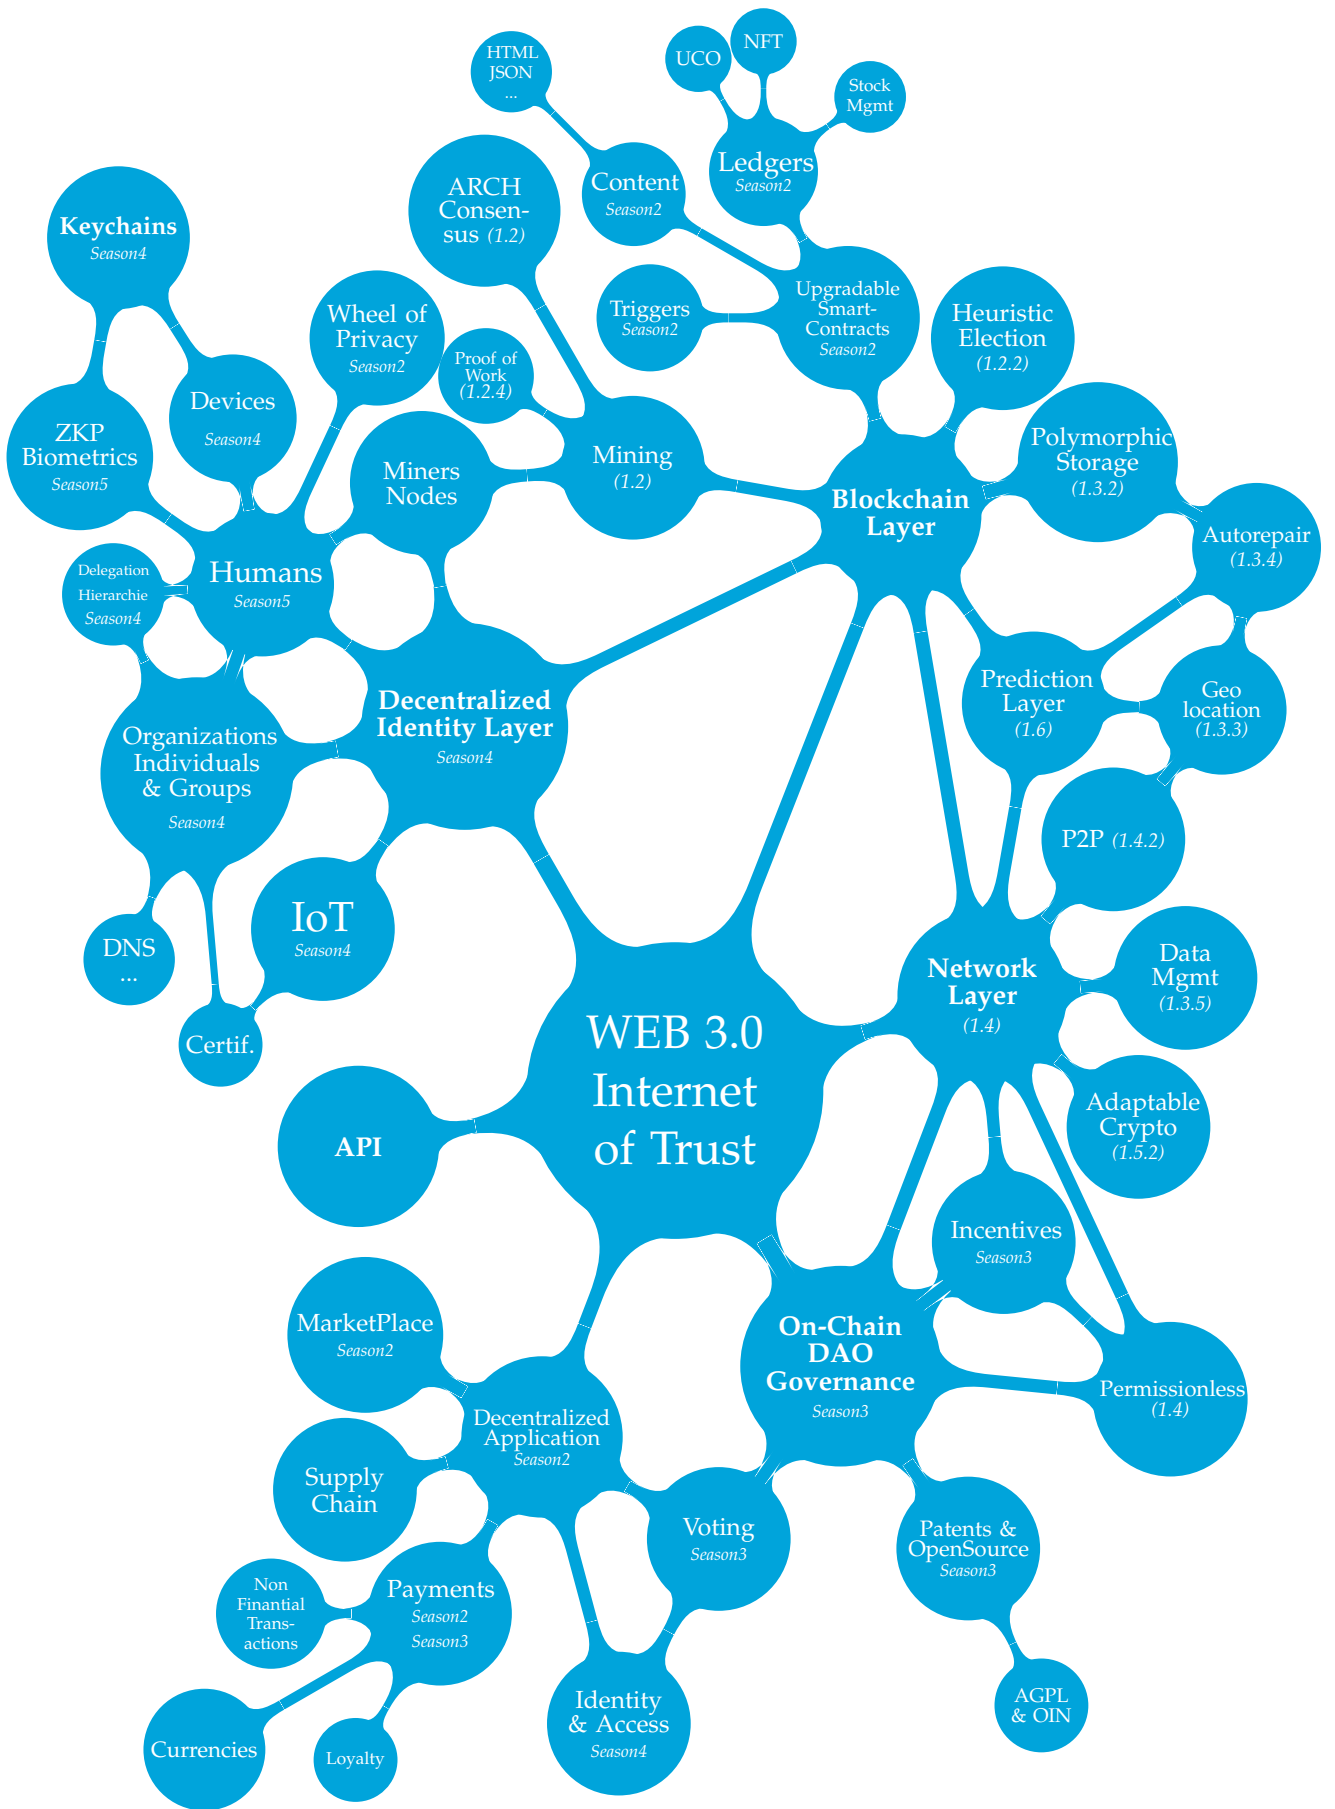 HTML
JSON
...
UCO
NFT
Stock
Mgmt
Ledgers
Season2
Content
Season2
ARCH
Consen-
sus (1.2)
Keychains
Season4
Wheel of
Privacy
Season2
Triggers
Season2
Upgradable
Smart-
Contracts
Season2
Heuristic
Election
(1.2.2)
Proof of
Work
(1.2.4)
Devices
Season4
ZKP
Biometrics
Season5
Miners
Nodes
Mining
(1.2)
Polymorphic
Storage
(1.3.2)
Blockchain
Layer
Autorepair
(1.3.4)
Delegation
Hierarchie
Season4
Humans
Season5
Decentralized
Identity Layer
Season4
Prediction
Layer
(1.6)
Geo
location
(1.3.3)
Organizations
Individuals
& Groups
Season4
P2P (1.4.2)
IoT
Season4
DNS
...
Certif.
Network
Layer
(1.4)
Data
Mgmt
(1.3.5)
WEB 3.0
Internet
of Trust
Adaptable
Crypto
(1.5.2)
API
Incentives
Season3
MarketPlace
Season2
On-Chain
DAO
Governance
Season3
Permissionless
(1.4)
Decentralized
Application
Season2
Supply
Chain
Voting
Season3
Patents &
OpenSource
Season3
Payments
Season2
Season3
Non
Finantial
Trans-
actions
Identity
& Access
Season4
AGPL
& OIN
Currencies
Loyalty